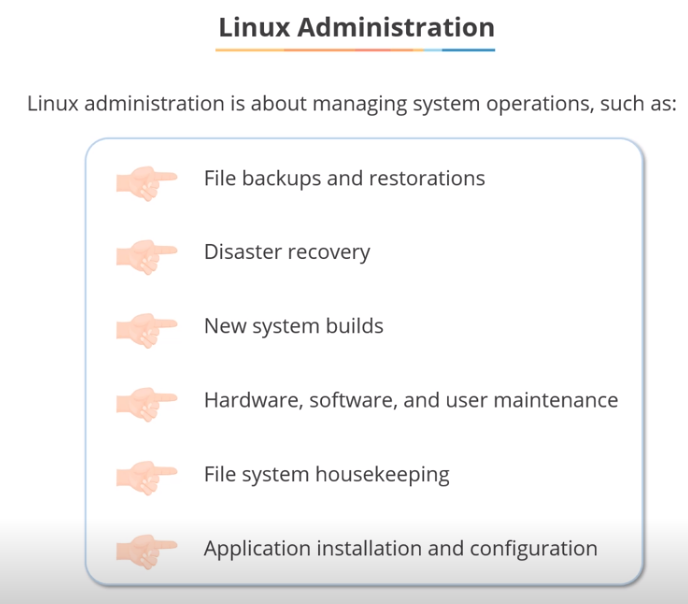 Linux Administration
Linux administration is about managing system operations, such as:
File backups and restorations
Disaster recovery
New system builds
Hardware, software, and user maintenance
File system housekeeping
Application installation and configuration